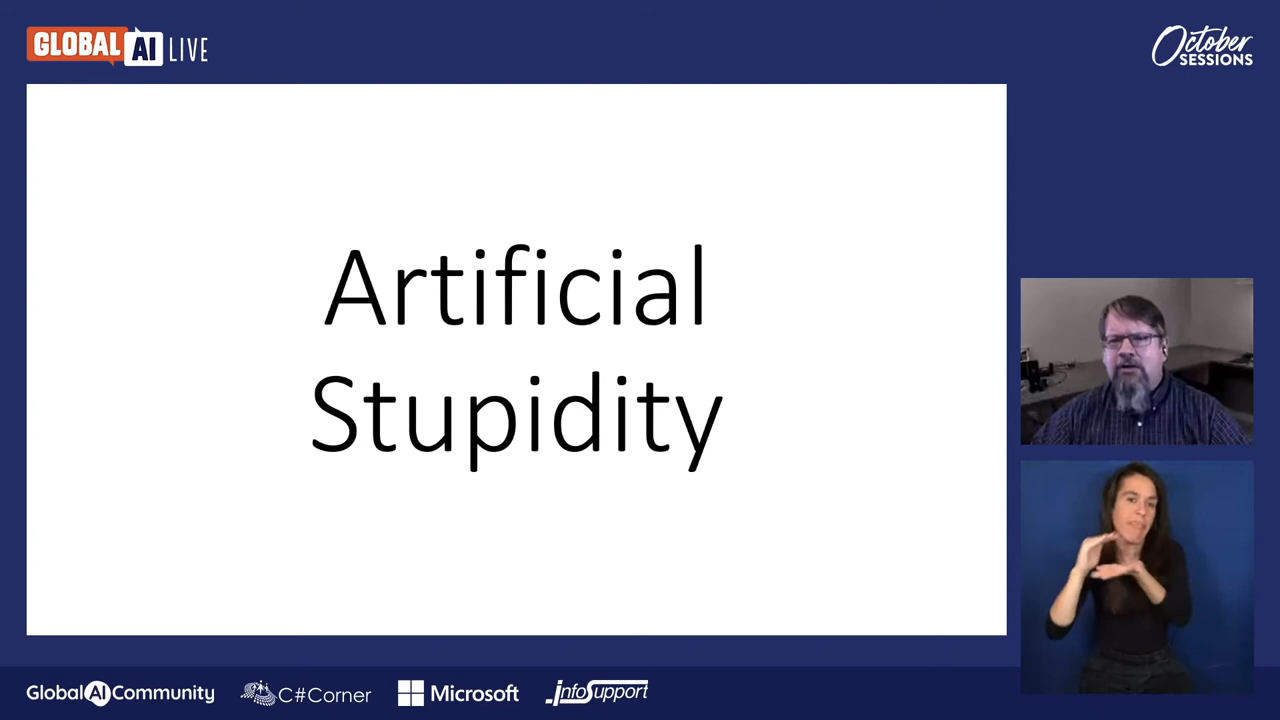 GLOBAL AI LIVE
October
SESSIONS
Artificial
Stupidity
Global AI Community
C#Corner
Microsoft
InfoSupport